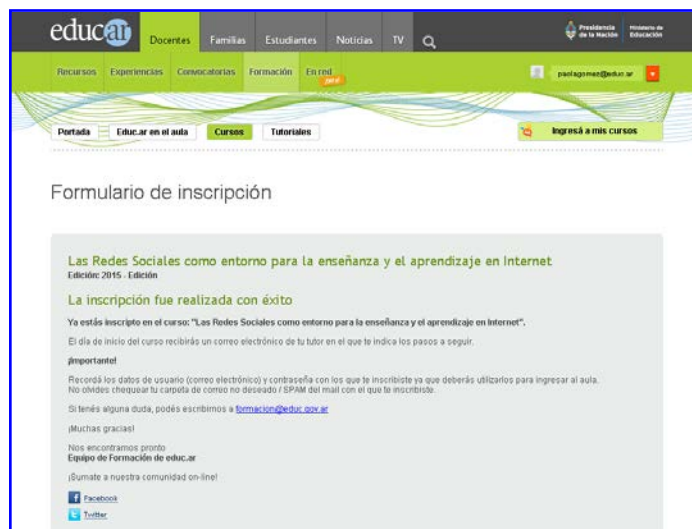 educar
Docentes Familias Estudiantes Noticias TV
Presidencia de la Nación
Ministerio de Educación
Recursos Experiencias Convocatorias Formación En red
paolagomez@educ.ar
Portada Educ.ar en el aula Cursos Tutoriales Ingresá a mis cursos
Formulario de inscripción
Las Redes Sociales como entorno para la enseñanza y el aprendizaje en Internet
Edición: 2015 - Edición
La inscripción fue realizada con éxito
Ya estás inscripto en el curso: "Las Redes Sociales como entorno para la enseñanza y el aprendizaje en Internet".
El día de inicio del curso recibirás un correo electrónico de tu tutor en el que te indica los pasos a seguir.
¡Importante!
Recordá los datos de usuario (correo electrónico) y contraseña con los que te inscribiste ya que deberás utilizarlos para ingresar al aula.
No olvides chequear tu carpeta de correo no deseado / SPAM del mail con el que te inscribiste.
Si tenés alguna duda, podés escribirnos a formacion@educ.gov.ar
¡Muchas gracias!
Nos encontramos pronto
Equipo de Formación de educ.ar
¡Sumate a nuestra comunidad on-line!
Facebook
Twitter